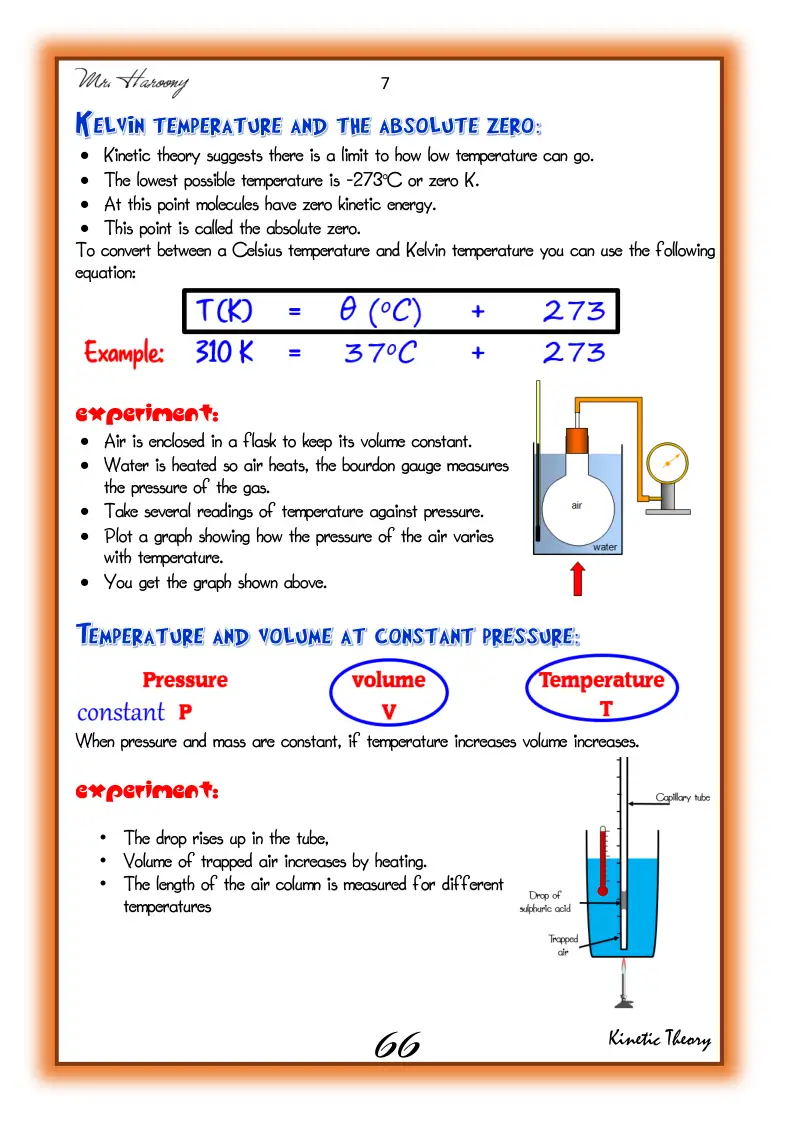 Mr. Haroony
7
KELVIN TEMPERATURE AND THE ABSOLUTE ZERO:
• Kinetic theory suggests there is a limit to how low temperature can go.
• The lowest possible temperature is -273°C or zero K.
• At this point molecules have zero kinetic energy.
• This point is called the absolute zero.
To convert between a Celsius temperature and Kelvin temperature you can use the following
equation:
T(K) = θ (°C) + 273
Example: 310 K = 37°C + 273
experiment:
• Air is enclosed in a flask to keep its volume constant.
• Water is heated so air heats, the bourdon gauge measures
the pressure of the gas.
• Take several readings of temperature against pressure.
• Plot a graph showing how the pressure of the air varies
with temperature.
• You get the graph shown above.
air
water
TEMPERATURE AND VOLUME AT CONSTANT PRESSURE:
Pressure volume Temperature
constant P V T
When pressure and mass are constant, if temperature increases volume increases.
experiment:
• The drop rises up in the tube,
• Volume of trapped air increases by heating.
• The length of the air column is measured for different
temperatures
Capillary tube
Drop of
sulphuric acid
Trapped
air
66
Kinetic Theory